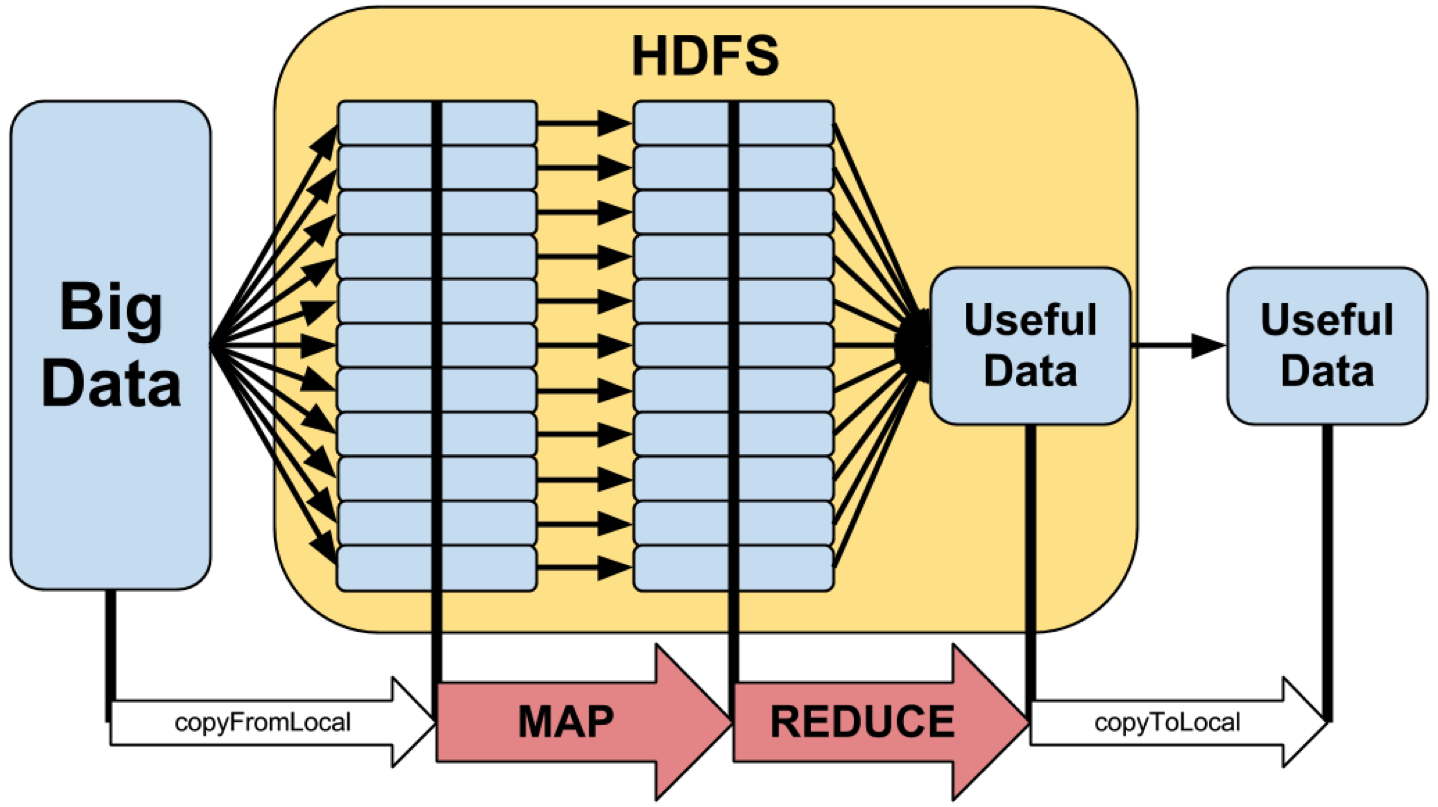 HDFS
Big
Data
Useful
Data
Useful
Data
copyFromLocal
MAP
REDUCE
copyToLocal